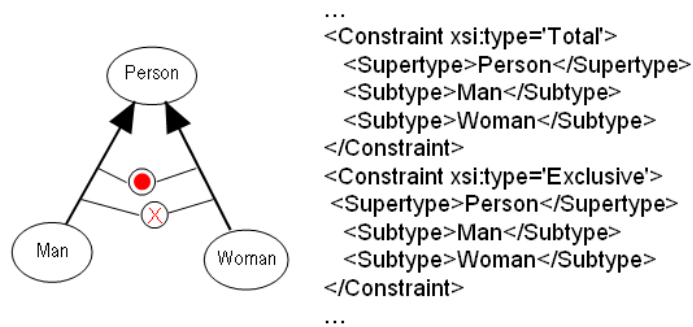 Person
Man
Woman
X
...
<Constraint xsi:type='Total'>
<Supertype>Person</Supertype>
<Subtype>Man</Subtype>
<Subtype>Woman</Subtype>
</Constraint>
<Constraint xsi:type='Exclusive'>
<Supertype>Person</Supertype>
<Subtype>Man</Subtype>
<Subtype>Woman</Subtype>
</Constraint>
...